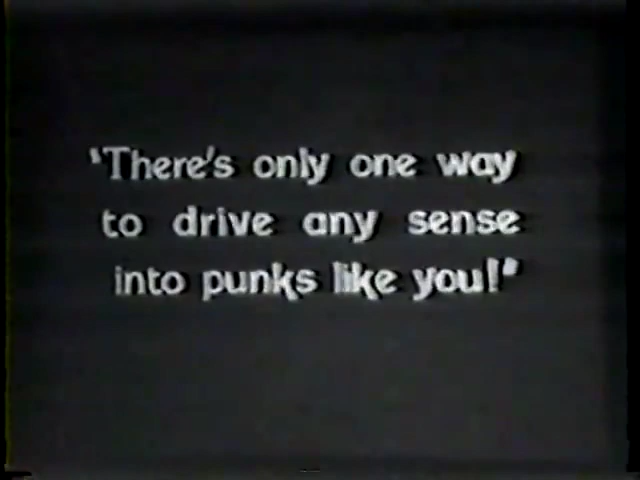 "There's only one way
to drive any sense
into punks like you!"